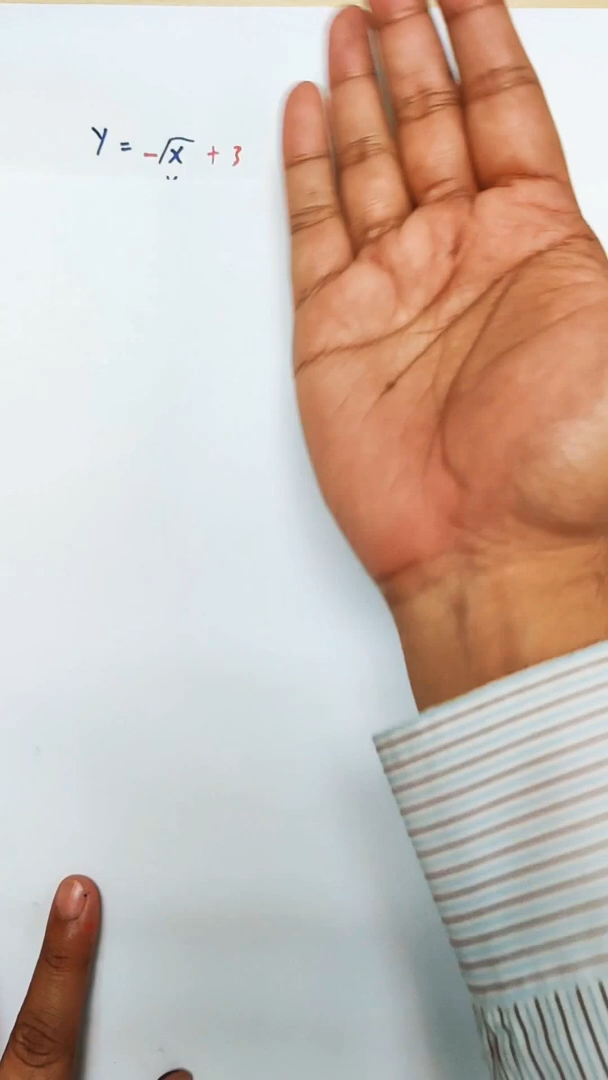 y = -√x + 3